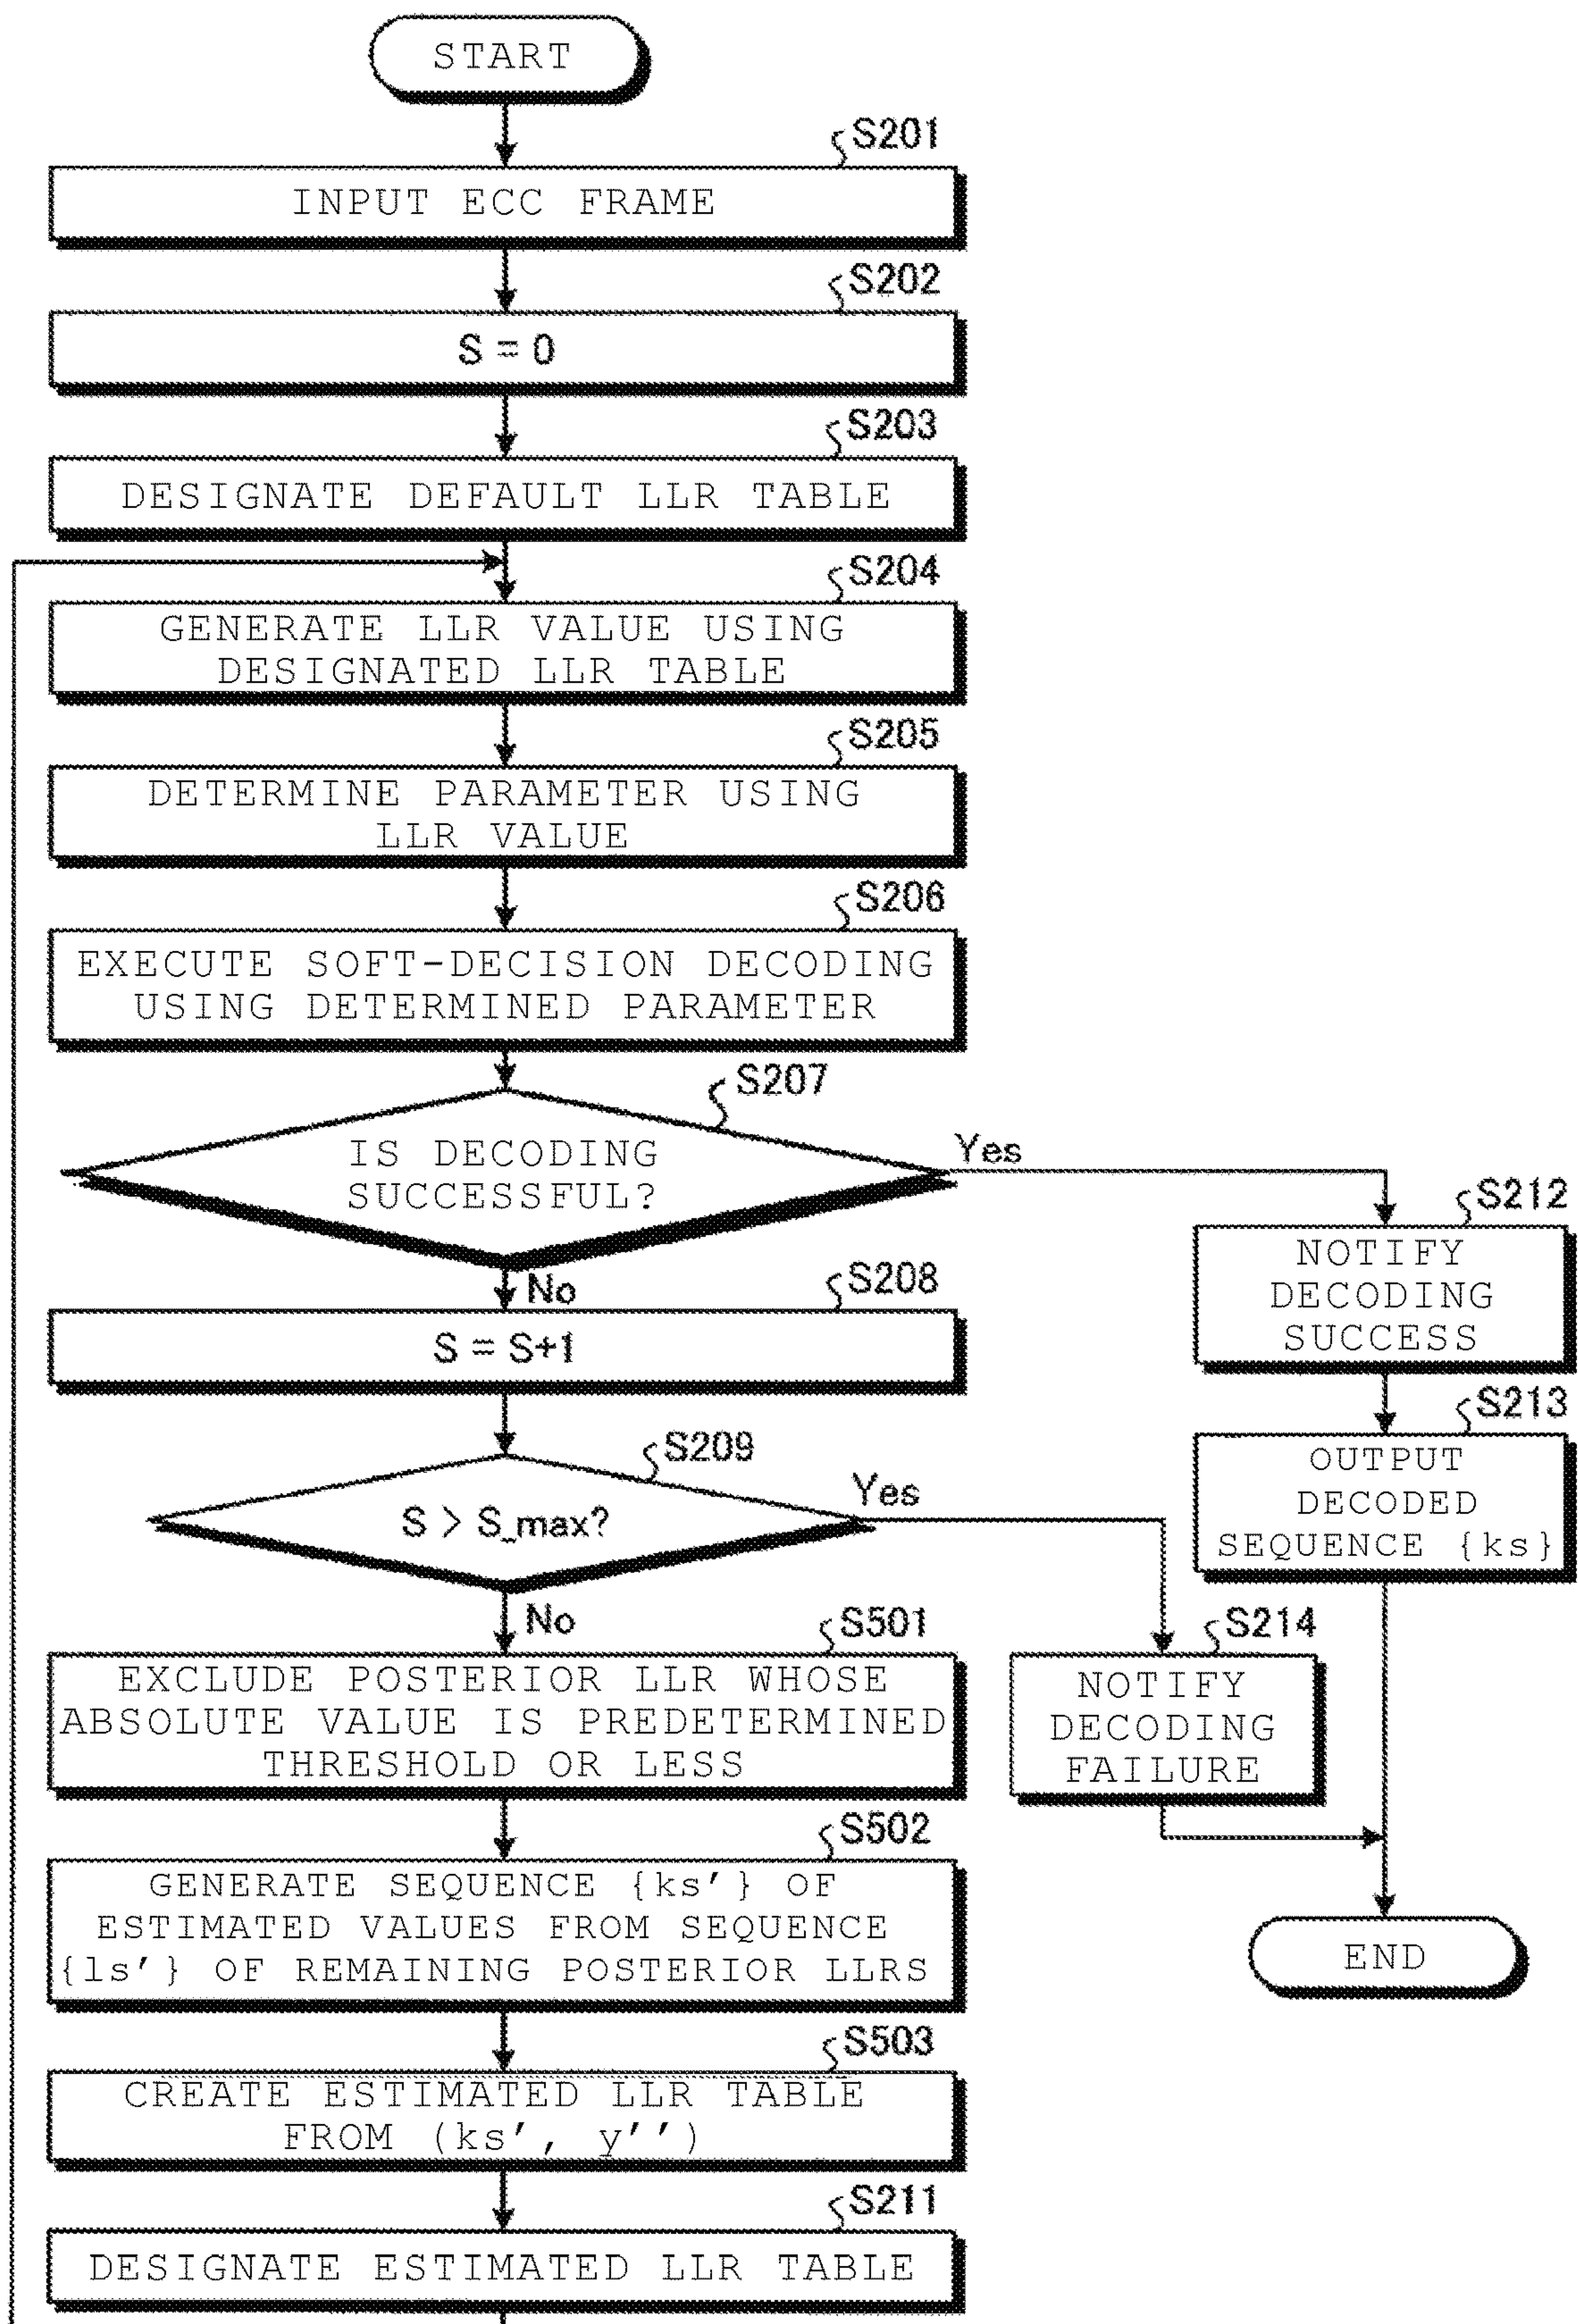 START
S201
INPUT ECC FRAME
S202
S = 0
S203
DESIGNATE DEFAULT LLR TABLE
S204
GENERATE LLR VALUE USING
DESIGNATED LLR TABLE
S205
DETERMINE PARAMETER USING
LLR VALUE
S206
EXECUTE SOFT-DECISION DECODING
USING DETERMINED PARAMETER
S207
IS DECODING
SUCCESSFUL?
Yes
No
S212
NOTIFY
DECODING
SUCCESS
S208
S = S+1
S213
OUTPUT
DECODED
SEQUENCE {ks}
S209
S > S_max?
Yes
No
S214
NOTIFY
DECODING
FAILURE
S501
EXCLUDE POSTERIOR LLR WHOSE
ABSOLUTE VALUE IS PREDETERMINED
THRESHOLD OR LESS
S502
GENERATE SEQUENCE {ks'} OF
ESTIMATED VALUES FROM SEQUENCE
{ls'} OF REMAINING POSTERIOR LLRS
END
S503
CREATE ESTIMATED LLR TABLE
FROM (ks', y'')
S211
DESIGNATE ESTIMATED LLR TABLE